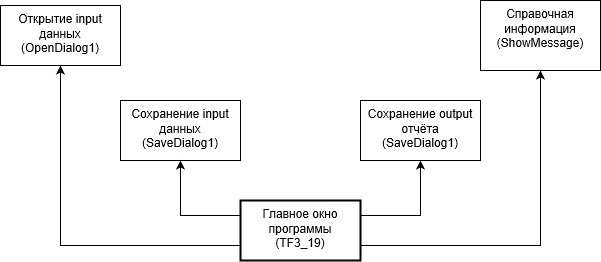 Открытие input
данных
(OpenDialog1)
Справочная
информация
(ShowMessage)
Сохранение input
данных
(SaveDialog1)
Сохранение output
отчёта
(SaveDialog1)
Главное окно
программы
(TF3_19)